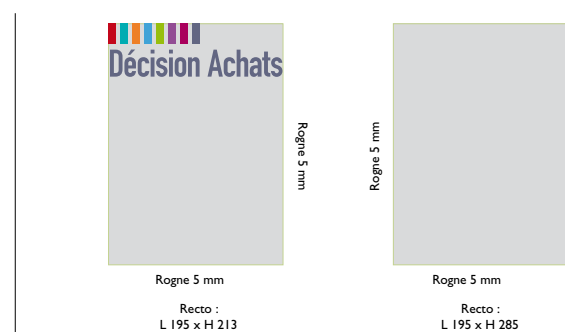 Décision Achats
Rogne 5 mm
Rogne 5 mm
Rogne 5 mm
Recto :
L 195 x H 213
Rogne 5 mm
Recto :
L 195 x H 285